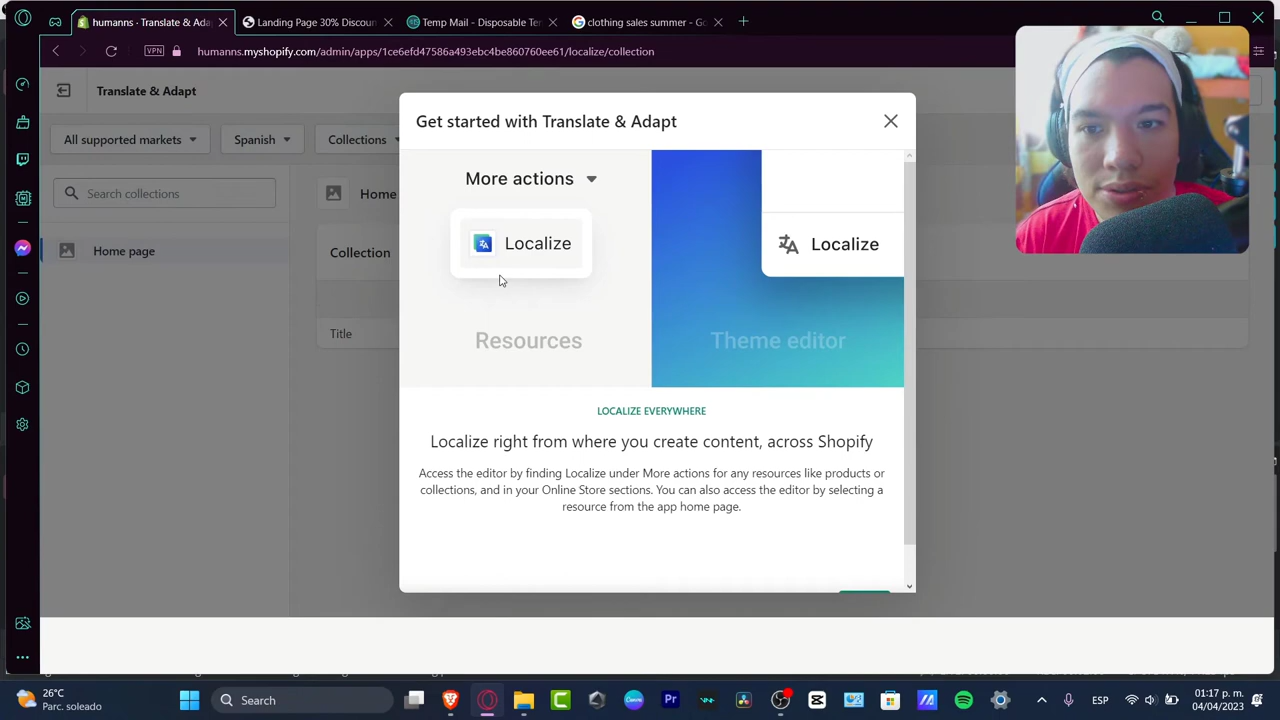 humanns · Translate & Ada
Landing Page 30% Discoun
Temp Mail - Disposable Ter
clothing sales summer - Go
VPN
humanns.myshopify.com/admin/apps/1ce6efd47586a493ebc4be860760ee61/localize/collection
Translate & Adapt
All supported markets
Spanish
Collections
Search collections
Home page
Home
Collection
Title
Get started with Translate & Adapt
More actions
Localize
Resources
Localize
Theme editor
LOCALIZE EVERYWHERE
Localize right from where you create content, across Shopify
Access the editor by finding Localize under More actions for any resources like products or
collections, and in your Online Store sections. You can also access the editor by selecting a
resource from the app home page.
26°C
Parc. soleado
Search
Pr
ESP
01:17 p. m.
04/04/2023